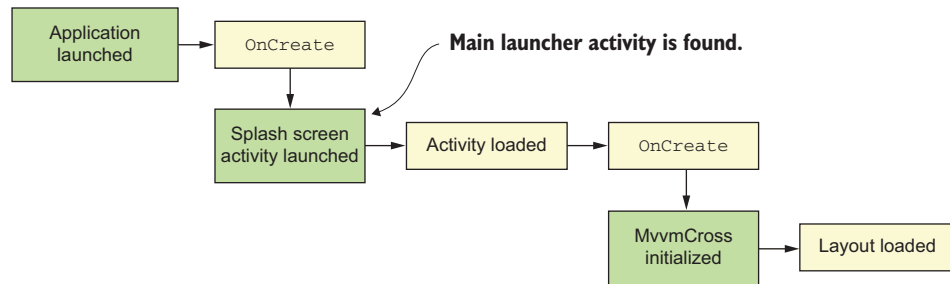 Application
launched
OnCreate
Main launcher activity is found.
Splash screen
activity launched
Activity loaded
OnCreate
MvvmCross
initialized
Layout loaded